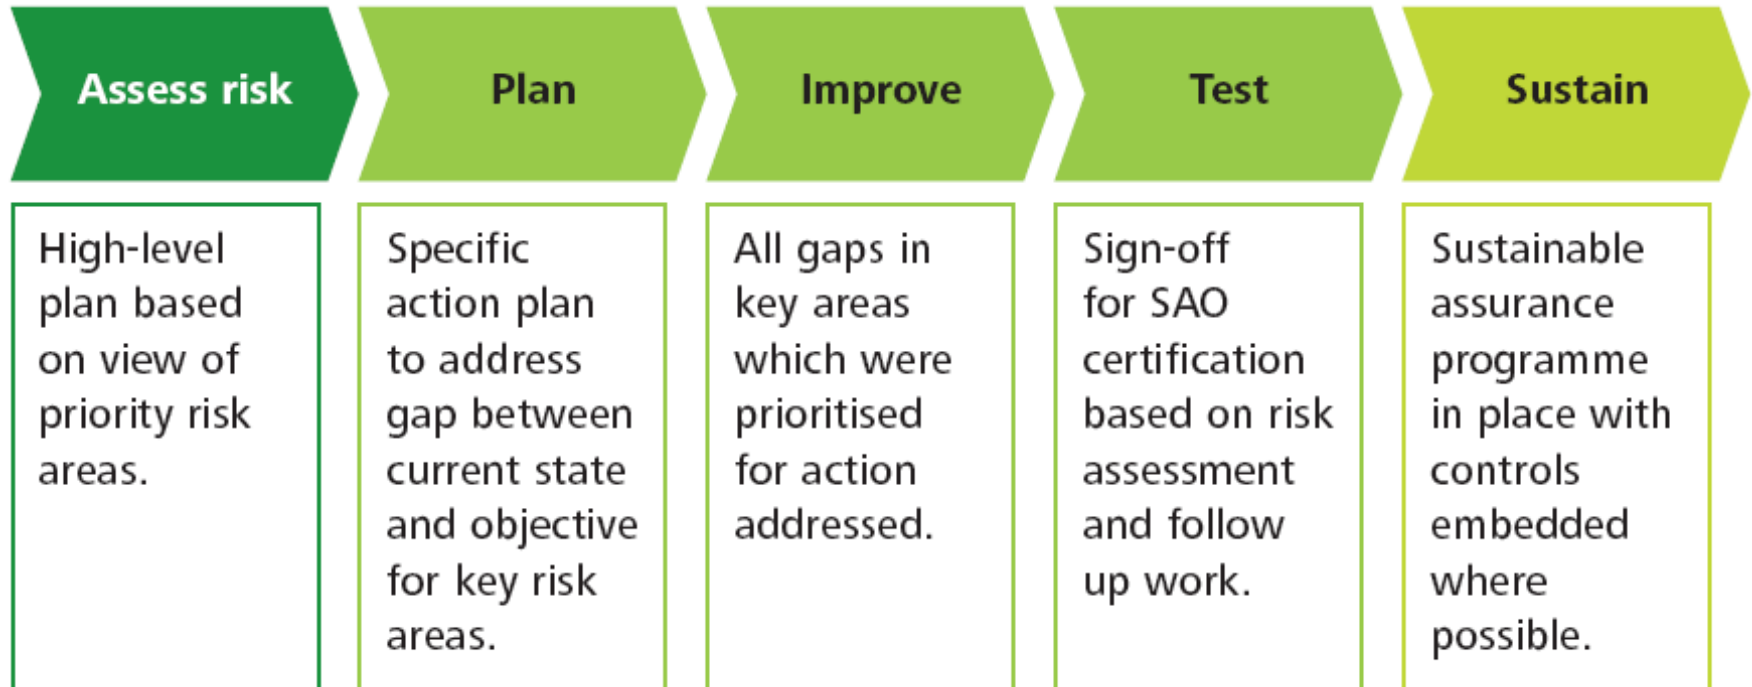 Assess risk
Plan
Improve
Test
Sustain
High-level
plan based
on view of
priority risk
areas.
Specific
action plan
to address
gap between
current state
and objective
for key risk
areas.
All gaps in
key areas
which were
prioritised
for action
addressed.
Sign-off
for SAO
certification
based on risk
assessment
and follow
up work.
Sustainable
assurance
programme
in place with
controls
embedded
where
possible.